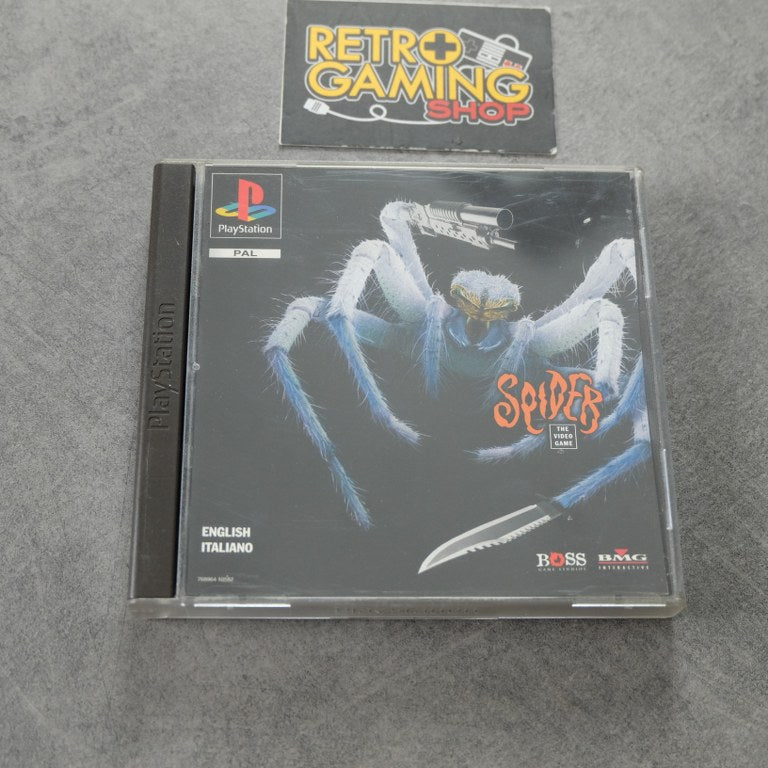 RETRO
GAMING
SHOP
PlayStation
PAL
PlayStation
SPIDER
THE
VIDEO
GAME
ENGLISH
ITALIANO
BOSS
GAME STUDIOS
BMG
INTERACTIVE